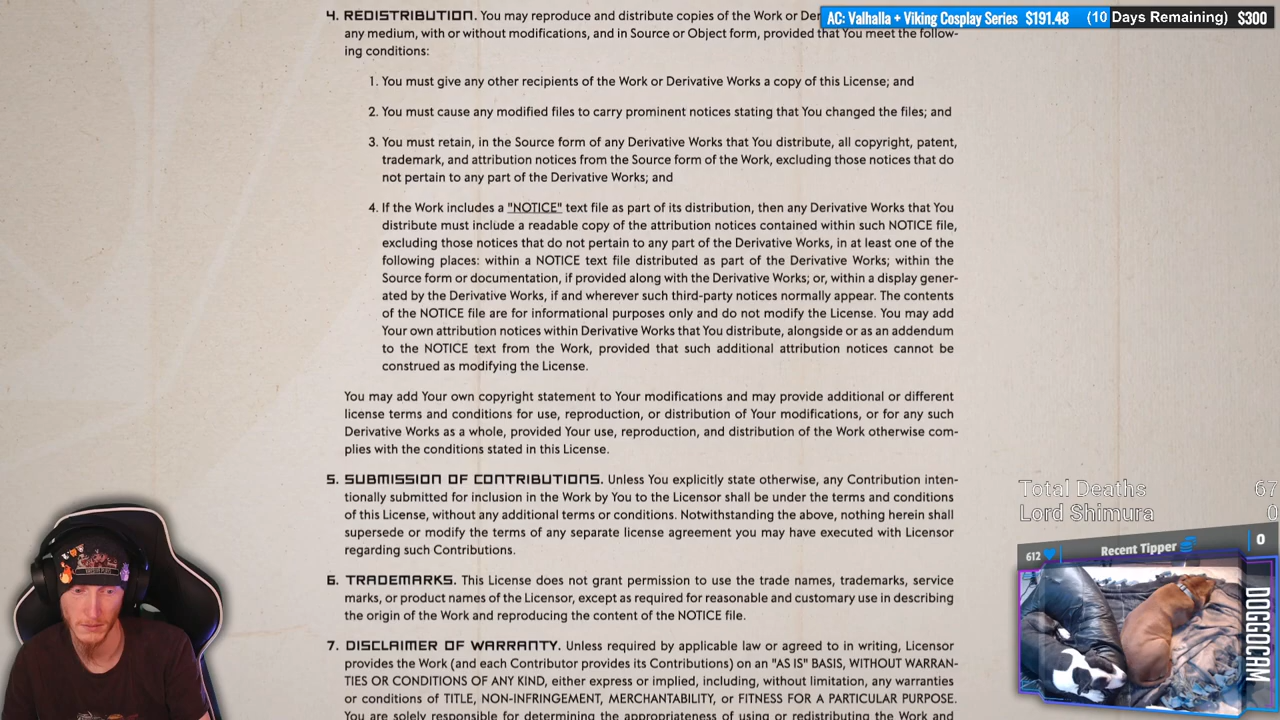 4. REDISTRIBUTION. You may reproduce and distribute copies of the Work or Der
any medium, with or without modifications, and in Source or Object form, provided that You meet the follow-
ing conditions:
1. You must give any other recipients of the Work or Derivative Works a copy of this License; and
2. You must cause any modified files to carry prominent notices stating that You changed the files; and
3. You must retain, in the Source form of any Derivative Works that You distribute, all copyright, patent,
trademark, and attribution notices from the Source form of the Work, excluding those notices that do
not pertain to any part of the Derivative Works; and
4. If the Work includes a "NOTICE" text file as part of its distribution, then any Derivative Works that You
distribute must include a readable copy of the attribution notices contained within such NOTICE file,
excluding those notices that do not pertain to any part of the Derivative Works, in at least one of the
following places: within a NOTICE text file distributed as part of the Derivative Works; within the
Source form or documentation, if provided along with the Derivative Works; or, within a display gener-
ated by the Derivative Works, if and wherever such third-party notices normally appear. The contents
of the NOTICE file are for informational purposes only and do not modify the License. You may add
Your own attribution notices within Derivative Works that You distribute, alongside or as an addendum
to the NOTICE text from the Work, provided that such additional attribution notices cannot be
construed as modifying the License.
You may add Your own copyright statement to Your modifications and may provide additional or different
license terms and conditions for use, reproduction, or distribution of Your modifications, or for any such
Derivative Works as a whole, provided Your use, reproduction, and distribution of the Work otherwise com-
plies with the conditions stated in this License.
5. SUBMISSION OF CONTRIBUTIONS. Unless You explicitly state otherwise, any Contribution inten-
tionally submitted for inclusion in the Work by You to the Licensor shall be under the terms and conditions
of this License, without any additional terms or conditions. Notwithstanding the above, nothing herein shall
supersede or modify the terms of any separate license agreement you may have executed with Licensor
regarding such Contributions.
6. TRADEMARKS. This License does not grant permission to use the trade names, trademarks, service
marks, or product names of the Licensor, except as required for reasonable and customary use in describing
the origin of the Work and reproducing the content of the NOTICE file.
7. DISCLAIMER OF WARRANTY. Unless required by applicable law or agreed to in writing, Licensor
provides the Work (and each Contributor provides its Contributions) on an "AS IS" BASIS, WITHOUT WARRAN-
TIES OR CONDITIONS OF ANY KIND, either express or implied, including, without limitation, any warranties
or conditions of TITLE, NON-INFRINGEMENT, MERCHANTABILITY, or FITNESS FOR A PARTICULAR PURPOSE.
You are solely responsible for determining the appropriateness of using or redistributing the Work and
AC: Valhalla + Viking Cosplay Series $191.48 (10 Days Remaining) $300
Total Deaths 67
Lord Shimura 0
612 Recent Tipper 0
DOGGOCAM